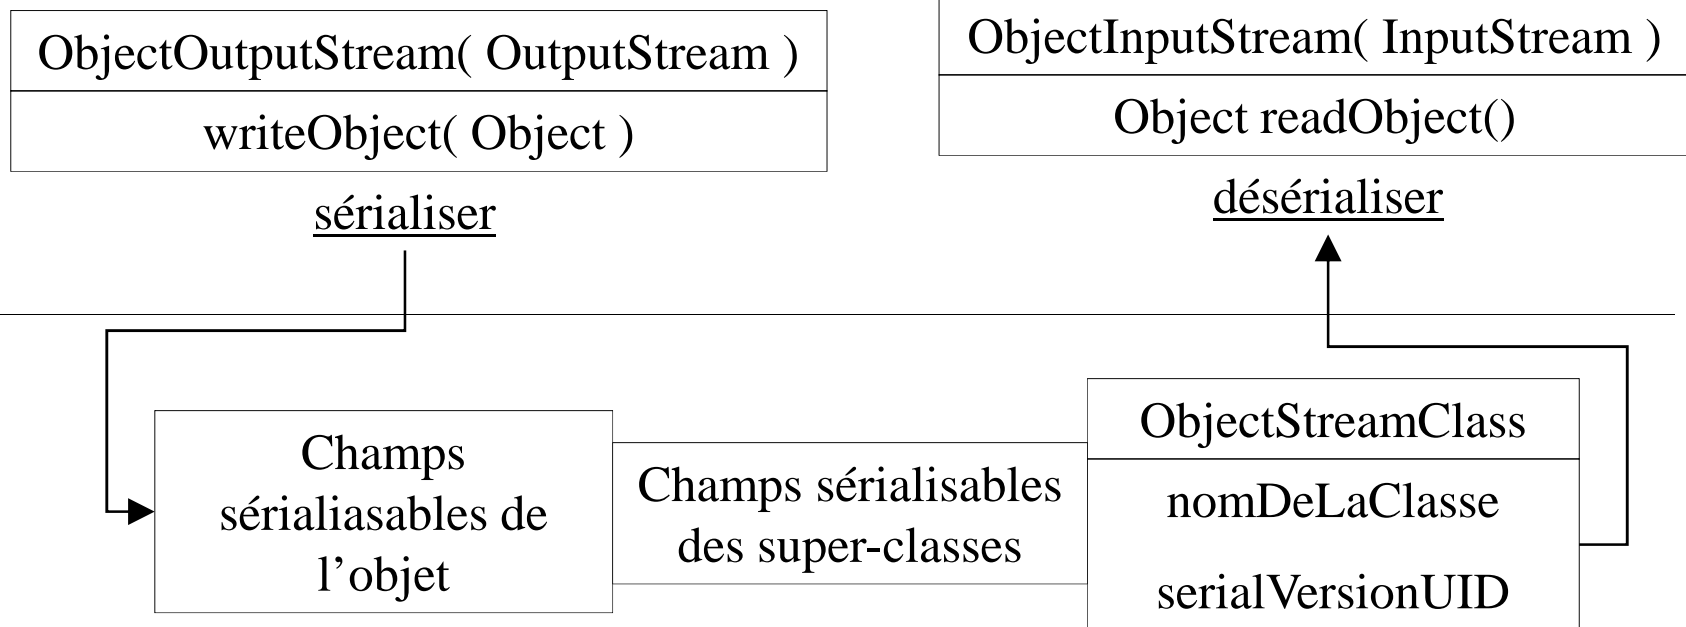 ObjectOutputStream( OutputStream )
writeObject( Object )
sérialiser
ObjectInputStream( InputStream )
Object readObject()
désérialiser
Champs
sérialiasables de
l’objet
Champs sérialisables
des super-classes
ObjectStreamClass
nomDeLaClasse
serialVersionUID